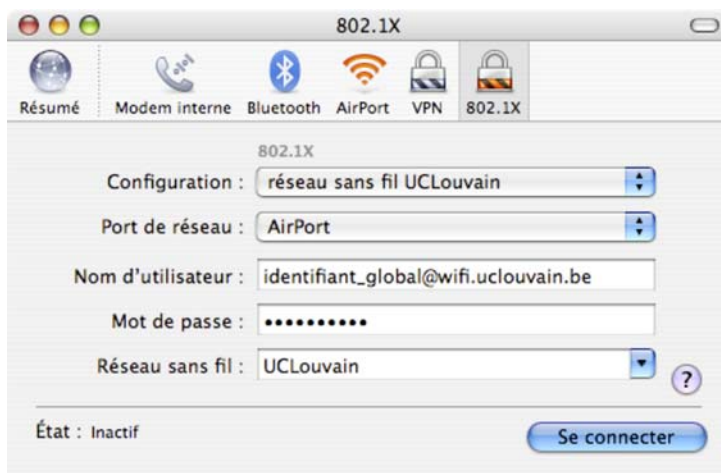 802.1X
Résumé Modem interne Bluetooth AirPort VPN 802.1X
802.1X
Configuration : réseau sans fil UCLouvain
Port de réseau : AirPort
Nom d'utilisateur : identifiant_global@wifi.uclouvain.be
Mot de passe : ••••••••••
Réseau sans fil : UCLouvain
?
État : Inactif Se connecter